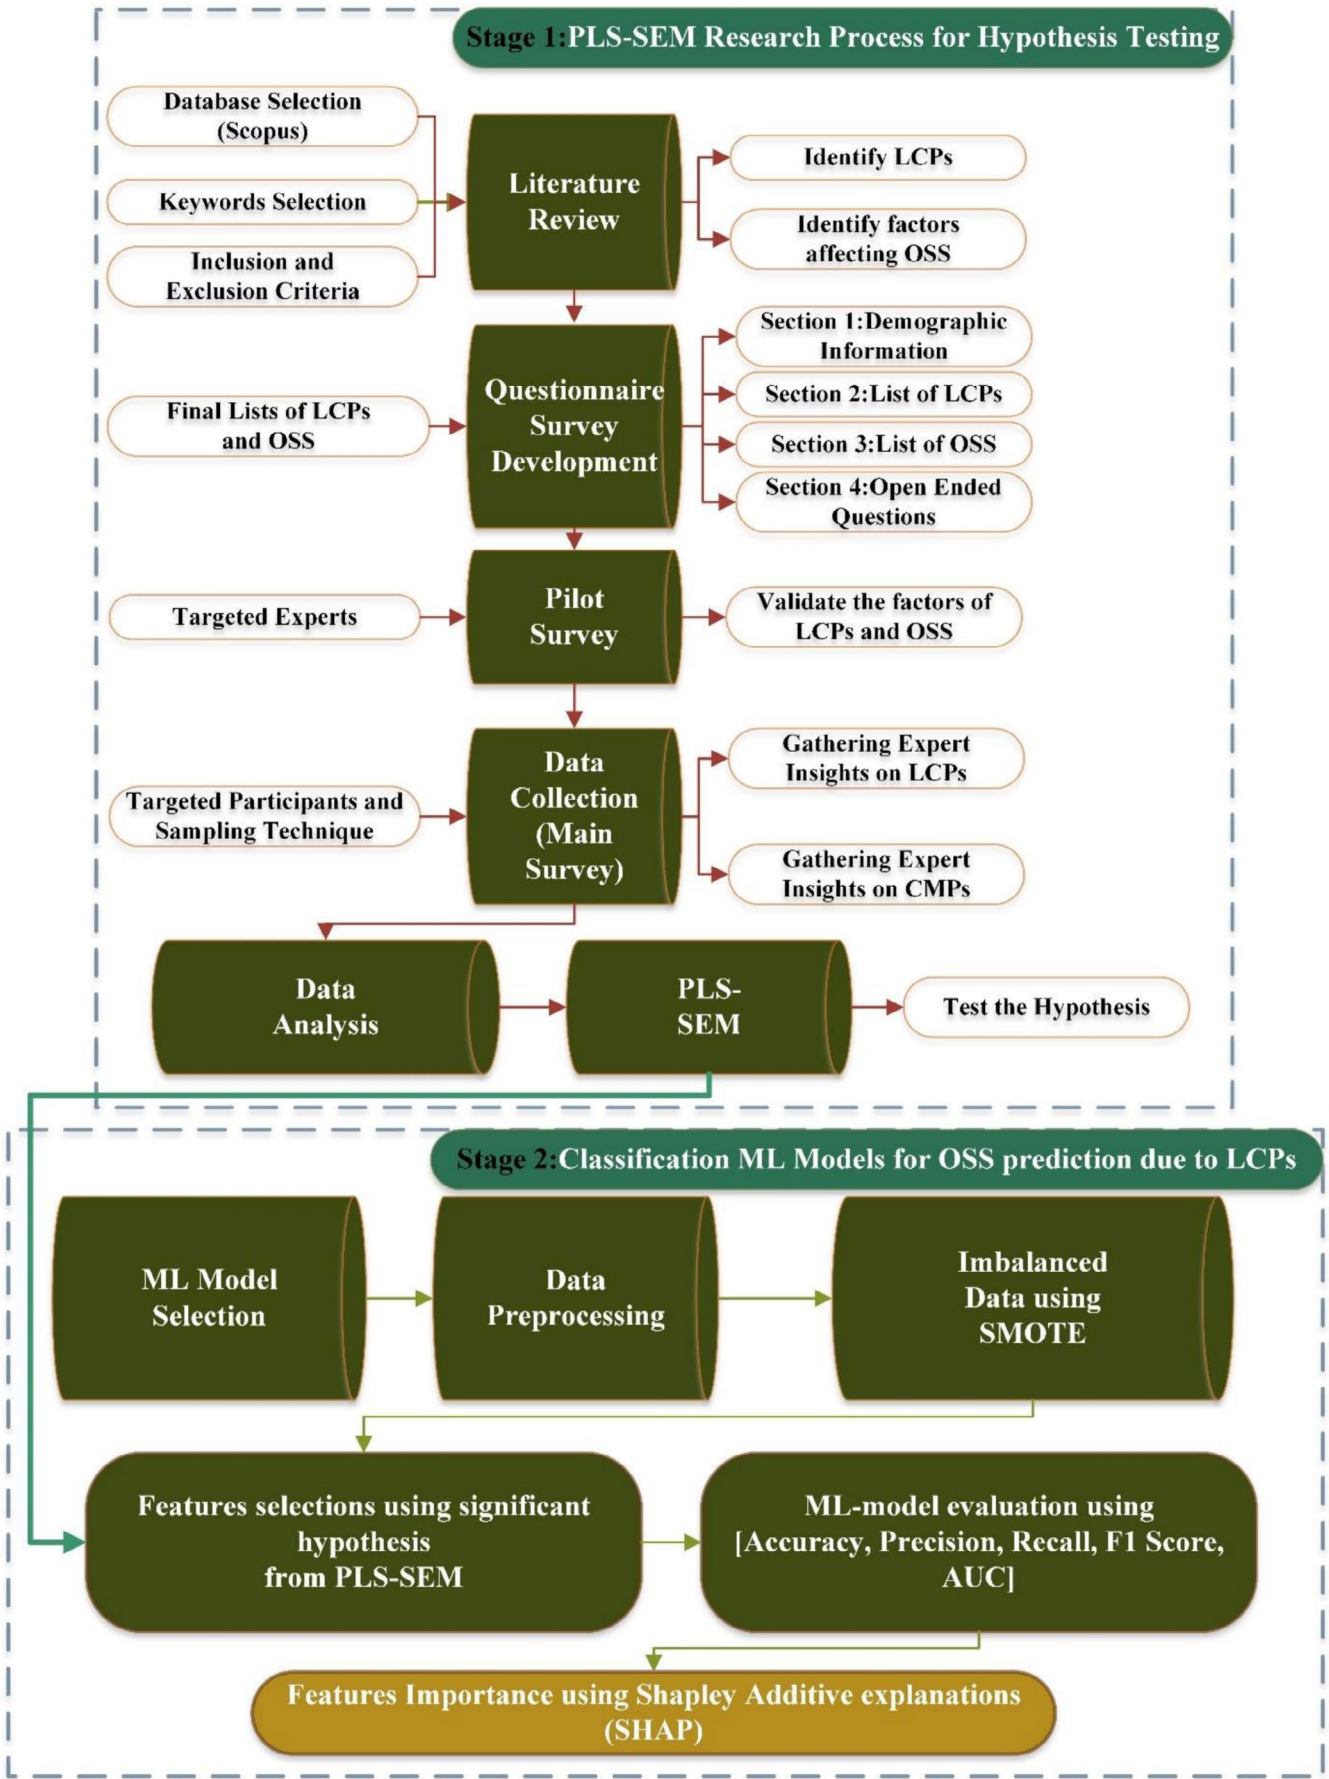 Stage 1:PLS-SEM Research Process for Hypothesis Testing
Database Selection
(Scopus)
Keywords Selection
Inclusion and
Exclusion Criteria
Literature
Review
Identify LCPs
Identify factors
affecting OSS
Final Lists of LCPs
and OSS
Questionnaire
Survey
Development
Section 1:Demographic
Information
Section 2:List of LCPs
Section 3:List of OSS
Section 4:Open Ended
Questions
Targeted Experts
Pilot
Survey
Validate the factors of
LCPs and OSS
Targeted Participants and
Sampling Technique
Data
Collection
(Main
Survey)
Gathering Expert
Insights on LCPs
Gathering Expert
Insights on CMPs
Data
Analysis
PLS-
SEM
Test the Hypothesis
Stage 2:Classification ML Models for OSS prediction due to LCPs
ML Model
Selection
Data
Preprocessing
Imbalanced
Data using
SMOTE
Features selections using significant
hypothesis
from PLS-SEM
ML-model evaluation using
[Accuracy, Precision, Recall, F1 Score,
AUC]
Features Importance using Shapley Additive explanations
(SHAP)